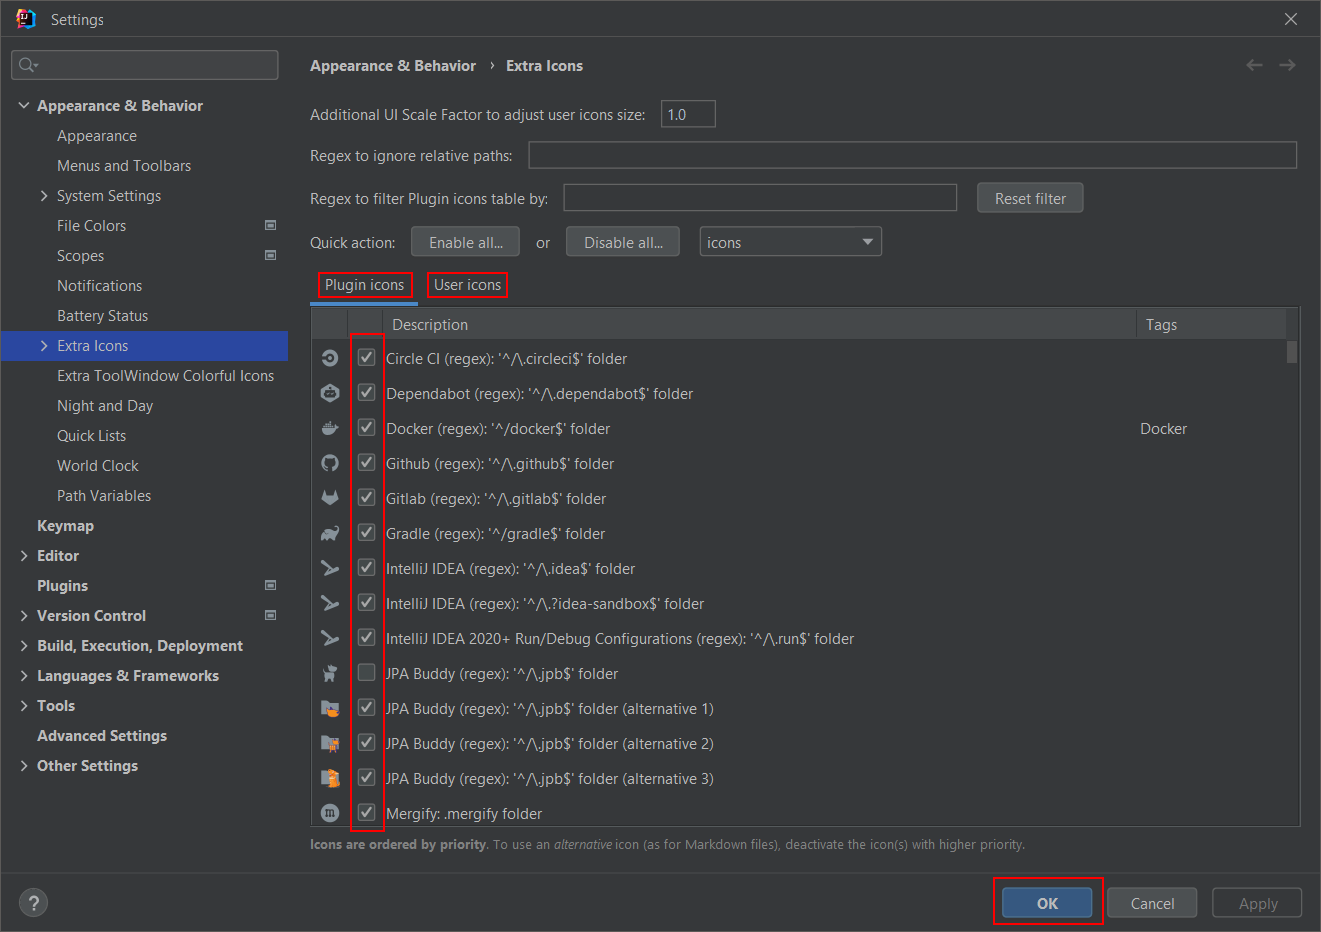 Settings
Appearance & Behavior › Extra Icons
Appearance & Behavior
Appearance
Menus and Toolbars
System Settings
File Colors
Scopes
Notifications
Battery Status
Extra Icons
Extra ToolWindow Colorful Icons
Night and Day
Quick Lists
World Clock
Path Variables
Keymap
Editor
Plugins
Version Control
Build, Execution, Deployment
Languages & Frameworks
Tools
Advanced Settings
Other Settings
Additional UI Scale Factor to adjust user icons size: 1.0
Regex to ignore relative paths:
Regex to filter Plugin icons table by: Reset filter
Quick action: Enable all... or Disable all... icons
Plugin icons User icons
Description Tags
Circle CI (regex): '^/\.circleci$' folder
Dependabot (regex): '^/\.dependabot$' folder
Docker (regex): '^/docker$' folder Docker
Github (regex): '^/\.github$' folder
Gitlab (regex): '^/\.gitlab$' folder
Gradle (regex): '^/gradle$' folder
IntelliJ IDEA (regex): '^/\.idea$' folder
IntelliJ IDEA (regex): '^/\.?idea-sandbox$' folder
IntelliJ IDEA 2020+ Run/Debug Configurations (regex): '^/\.run$' folder
JPA Buddy (regex): '^/\.jpb$' folder
JPA Buddy (regex): '^/\.jpb$' folder (alternative 1)
JPA Buddy (regex): '^/\.jpb$' folder (alternative 2)
JPA Buddy (regex): '^/\.jpb$' folder (alternative 3)
m Mergify: .mergify folder
Icons are ordered by priority. To use an alternative icon (as for Markdown files), deactivate the icon(s) with higher priority.
? OK Cancel Apply